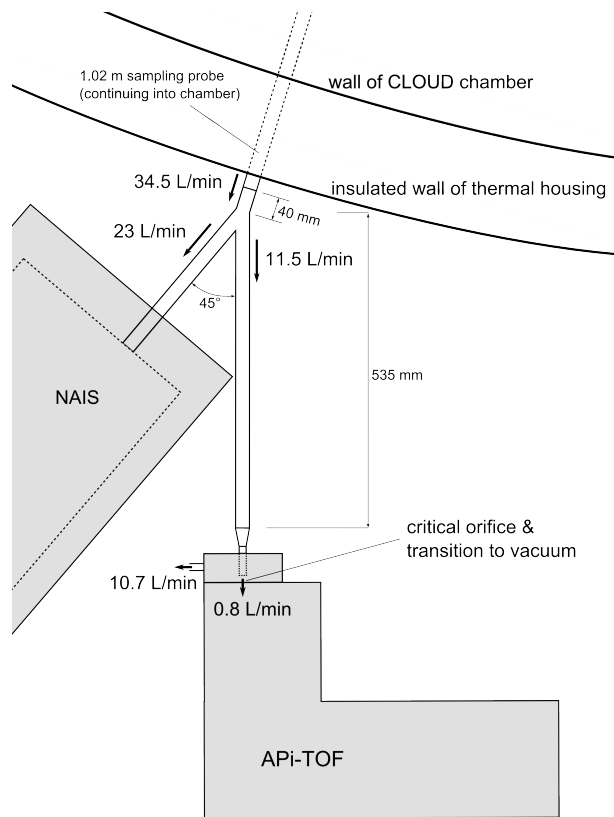 1.02 m sampling probe
(continuing into chamber)
wall of CLOUD chamber
34.5 L/min
insulated wall of thermal housing
40 mm
23 L/min
11.5 L/min
45°
535 mm
NAIS
critical orifice &
transition to vacuum
10.7 L/min
0.8 L/min
APi-TOF